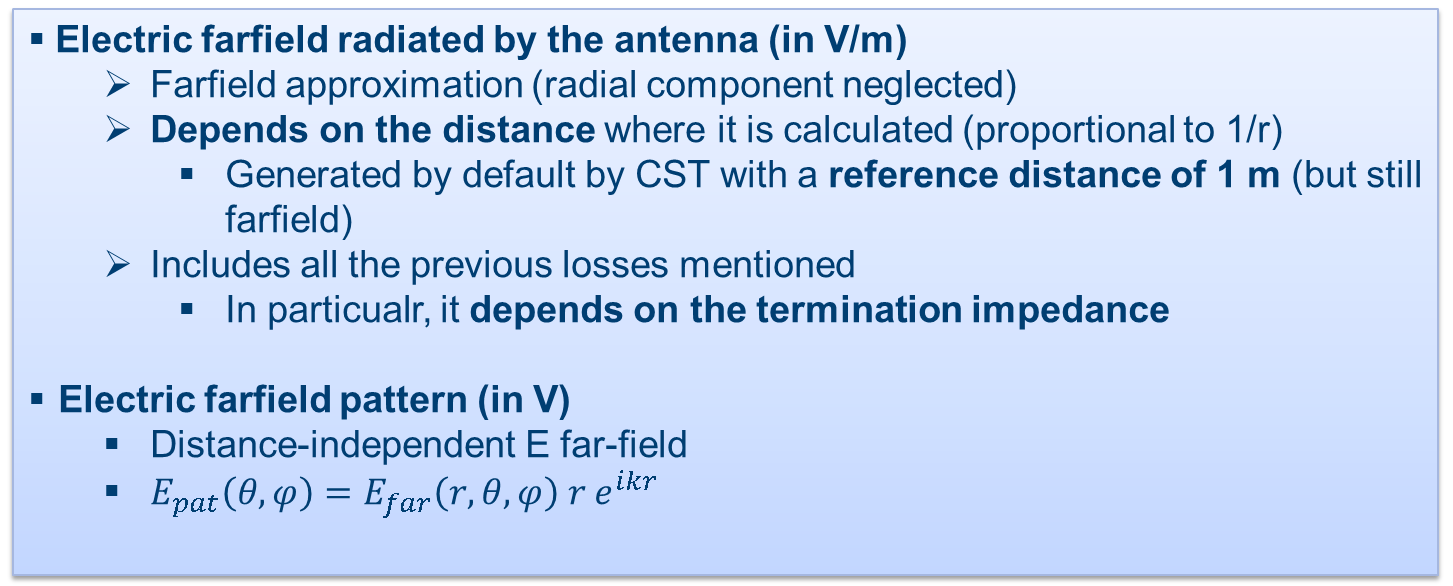 ▪ Electric farfield radiated by the antenna (in V/m)
➢ Farfield approximation (radial component neglected)
➢ Depends on the distance where it is calculated (proportional to 1/r)
▪ Generated by default by CST with a reference distance of 1 m (but still
farfield)
➢ Includes all the previous losses mentioned
▪ In particualr, it depends on the termination impedance
▪ Electric farfield pattern (in V)
▪ Distance-independent E far-field
▪ E_pat(θ, φ) = E_far(r, θ, φ) r e^{ikr}